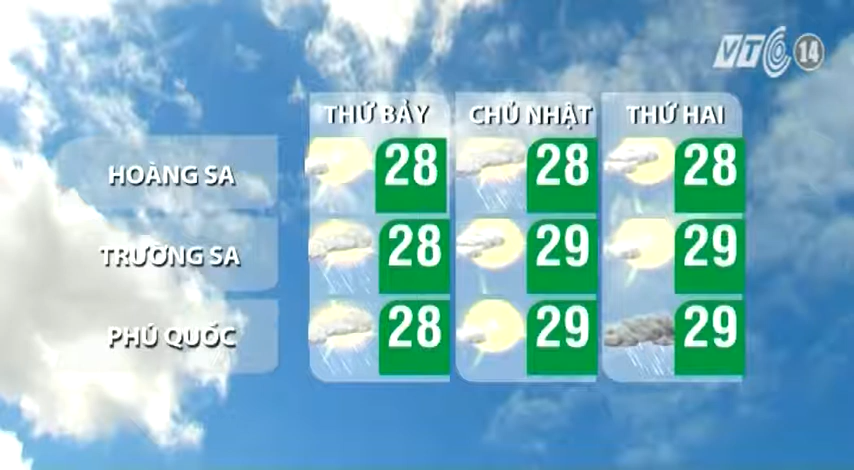 VTC 14
THỨ BẢY CHỦ NHẬT THỨ HAI
HOÀNG SA 28 28 28
TRƯỜNG SA 28 29 29
PHÚ QUỐC 28 29 29